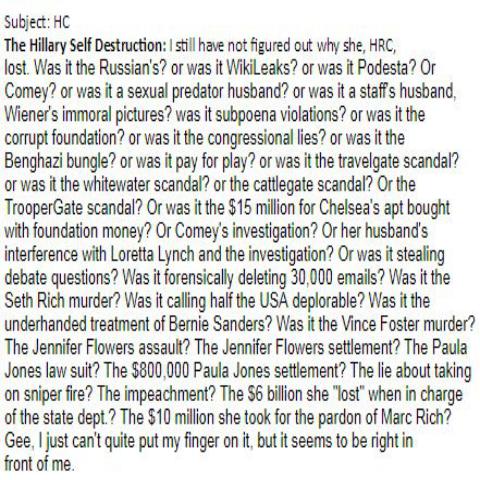 Subject: HC
The Hillary Self Destruction: I still have not figured out why she, HRC,
lost. Was it the Russian's? or was it WikiLeaks? or was it Podesta? Or
Comey? or was it a sexual predator husband? or was it a staff's husband,
Wiener's immoral pictures? was it subpoena violations? or was it the
corrupt foundation? or was it the congressional lies? or was it the
Benghazi bungle? or was it pay for play? or was it the travelgate scandal?
or was it the whitewater scandal? or the cattlegate scandal? Or the
TrooperGate scandal? Or was it the $15 million for Chelsea's apt bought
with foundation money? Or Comey's investigation? Or her husband's
interference with Loretta Lynch and the investigation? Or was it stealing
debate questions? Was it forensically deleting 30,000 emails? Was it the
Seth Rich murder? Was it calling half the USA deplorable? Was it the
underhanded treatment of Bernie Sanders? Was it the Vince Foster murder?
The Jennifer Flowers assault? The Jennifer Flowers settlement? The Paula
Jones law suit? The $800,000 Paula Jones settlement? The lie about taking
on sniper fire? The impeachment? The $6 billion she "lost" when in charge
of the state dept.? The $10 million she took for the pardon of Marc Rich?
Gee, I just can't quite put my finger on it, but it seems to be right in
front of me.